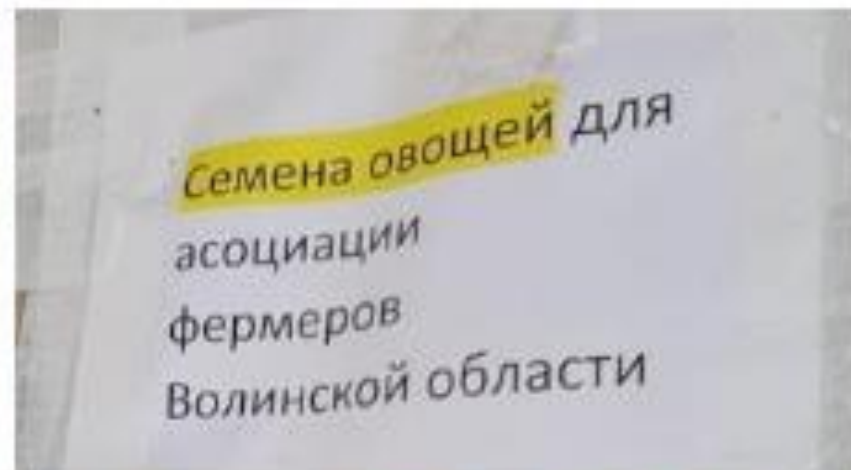 Семена овощей для
асоциации
фермеров
Волинской области